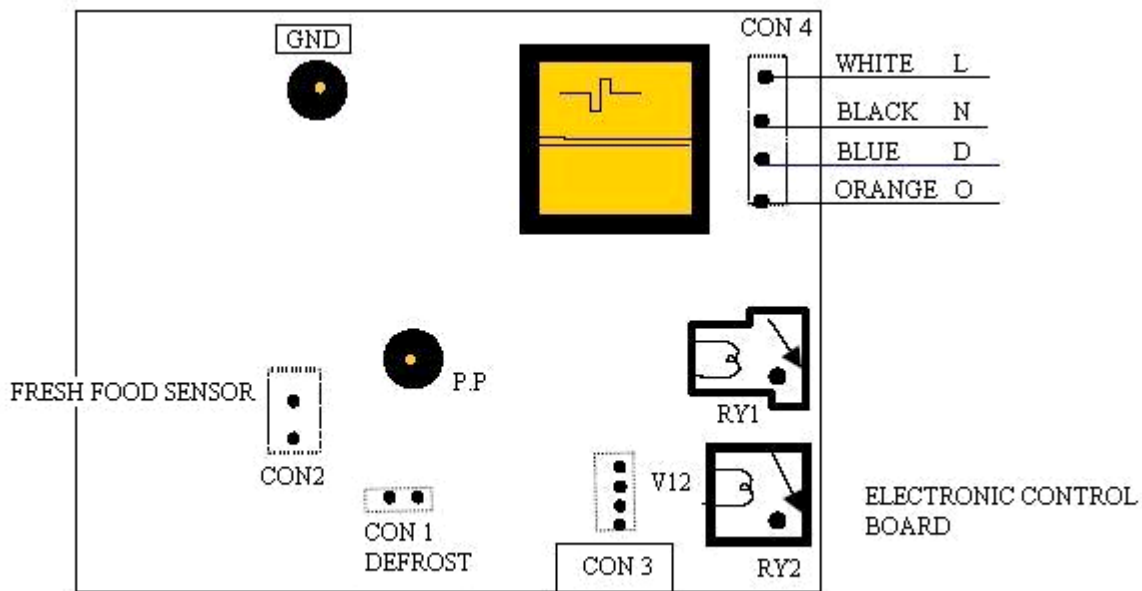 GND
CON 4
WHITE L
BLACK N
BLUE D
ORANGE O
P.P
FRESH FOOD SENSOR
RY1
CON2
V12
ELECTRONIC CONTROL
BOARD
CON 1
DEFROST
CON 3
RY2